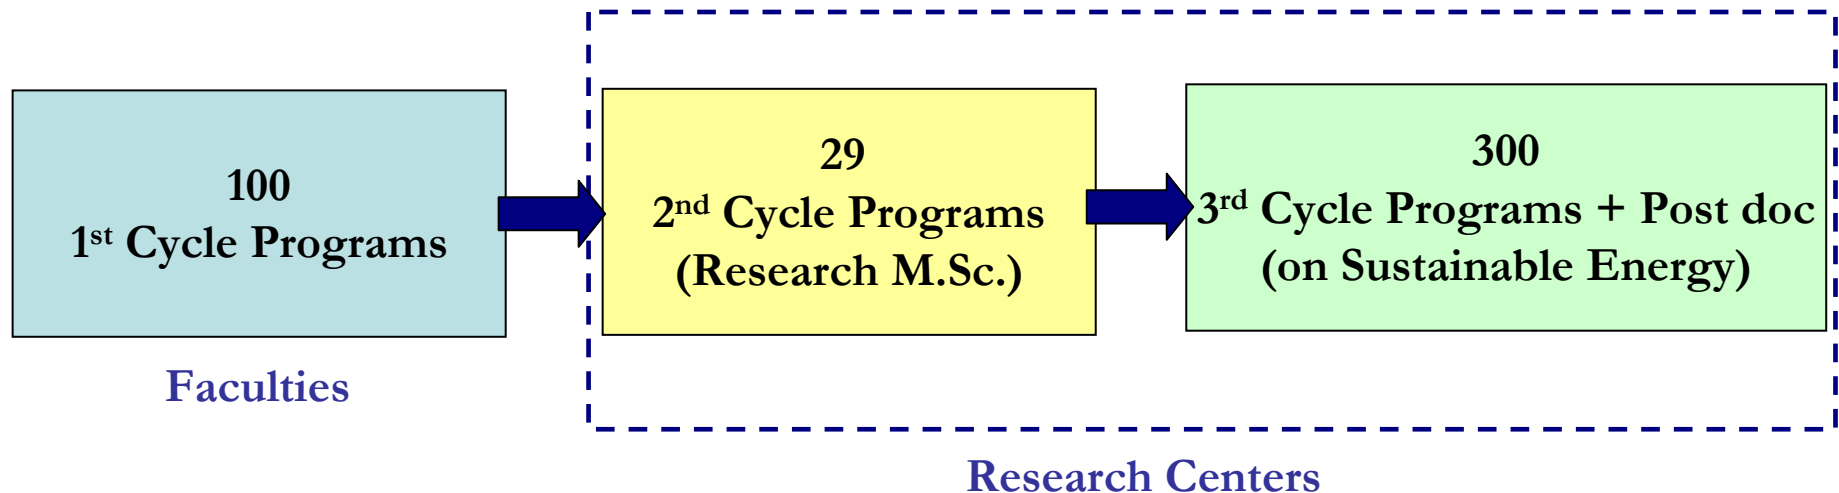 100
1st Cycle Programs
Faculties
29
2nd Cycle Programs
(Research M.Sc.)
300
3rd Cycle Programs + Post doc
(on Sustainable Energy)
Research Centers